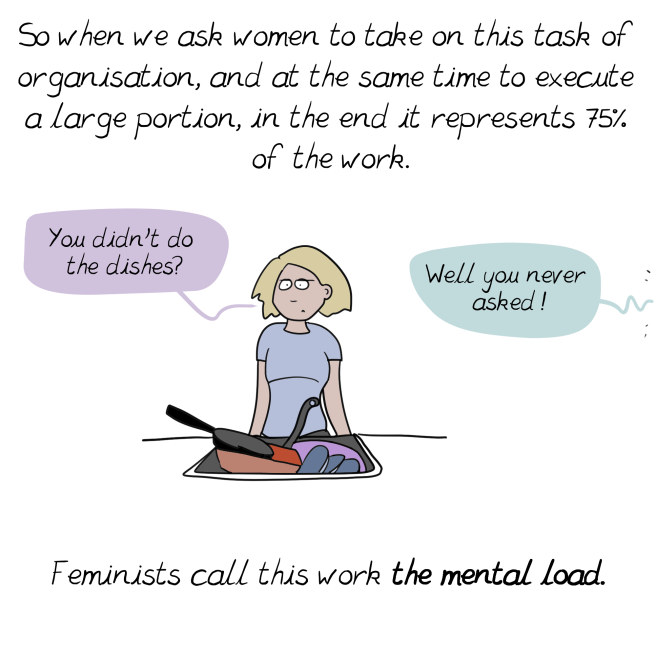 So when we ask women to take on this task of
organisation, and at the same time to execute
a large portion, in the end it represents 75%
of the work.
You didn't do
the dishes?
Well you never
asked!
Feminists call this work the mental load.